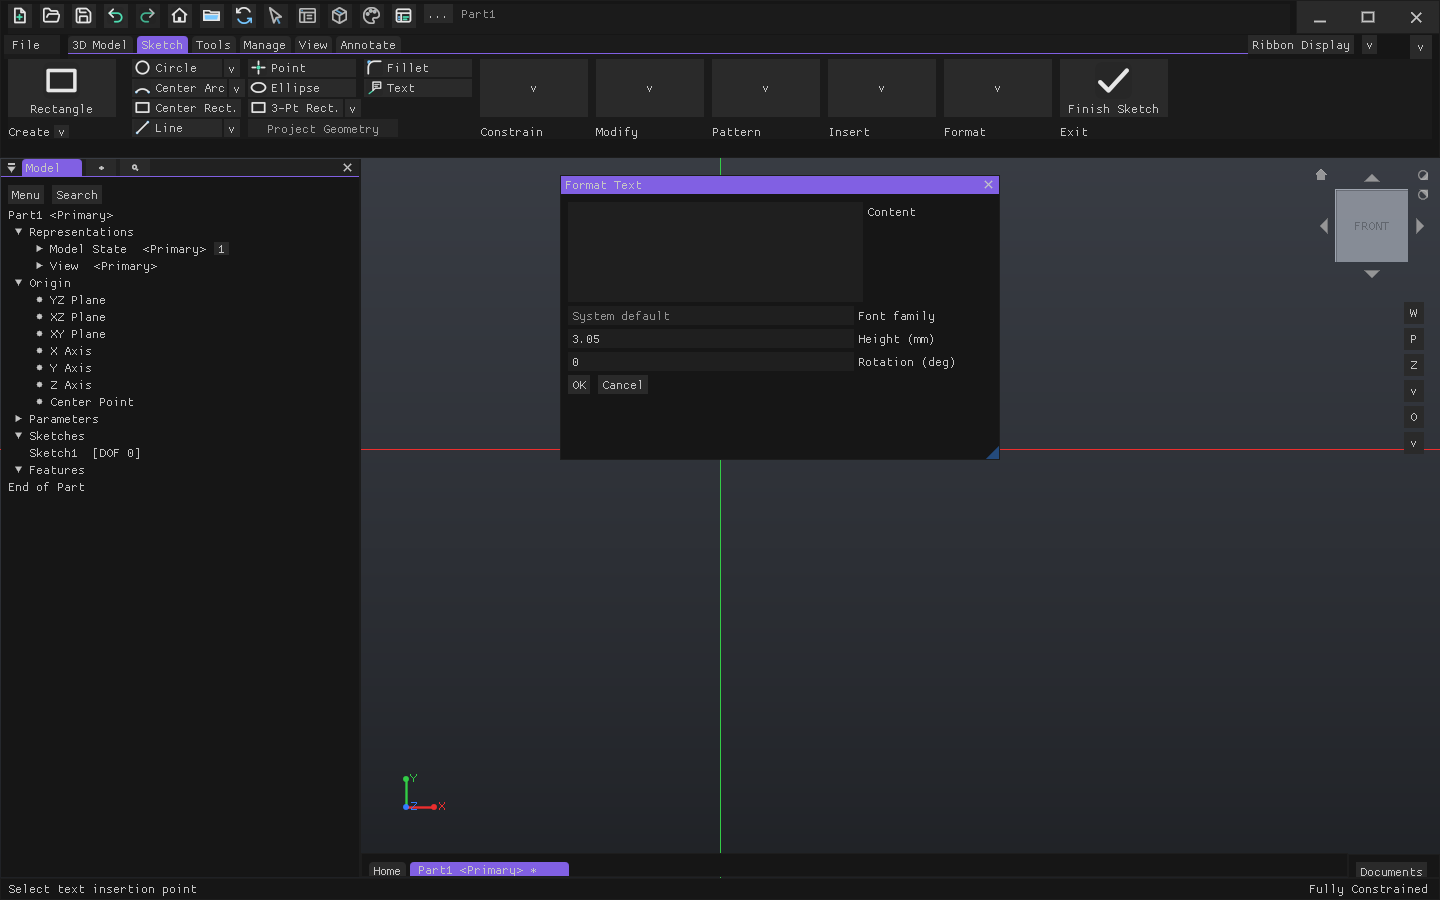 ... Part1
File 3D Model Sketch Tools Manage View Annotate Ribbon Display v v
Circle v Point Fillet
Center Arc v Ellipse Text v v v v v
Rectangle Center Rect. 3-Pt Rect. v Finish Sketch
Create v Line v Project Geometry Constrain Modify Pattern Insert Format Exit
Model
Menu Search
Part1 <Primary>
Representations
Model State <Primary> 1
View <Primary>
Origin
YZ Plane
XZ Plane
XY Plane
X Axis
Y Axis
Z Axis
Center Point
Parameters
Sketches
Sketch1 [DOF 0]
Features
End of Part
Format Text
Content
System default Font family
3.05 Height (mm)
0 Rotation (deg)
OK Cancel
FRONT
W
P
Z
v
O
v
Y
Z X
Home Part1 <Primary> * Documents
Select text insertion point Fully Constrained